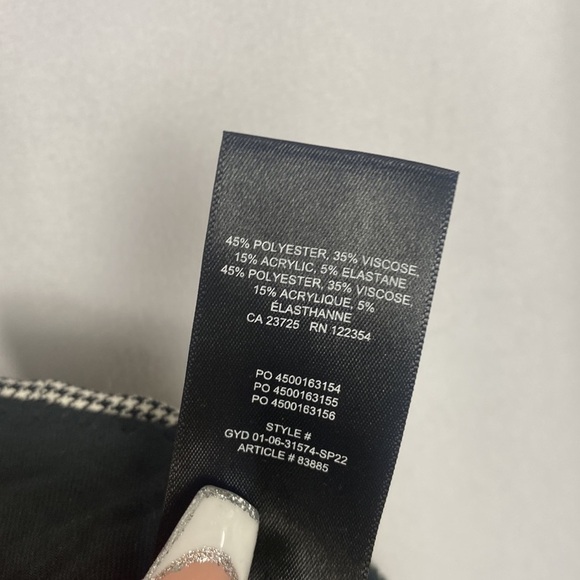 45% POLYESTER, 35% VISCOSE,
15% ACRYLIC, 5% ELASTANE
45% POLYESTER, 35% VISCOSE,
15% ACRYLIQUE, 5%
ÉLASTHANNE
CA 23725 RN 122354
PO 4500163154
PO 4500163155
PO 4500163156
STYLE #
GYD 01-06-31574-SP22
ARTICLE # 83885